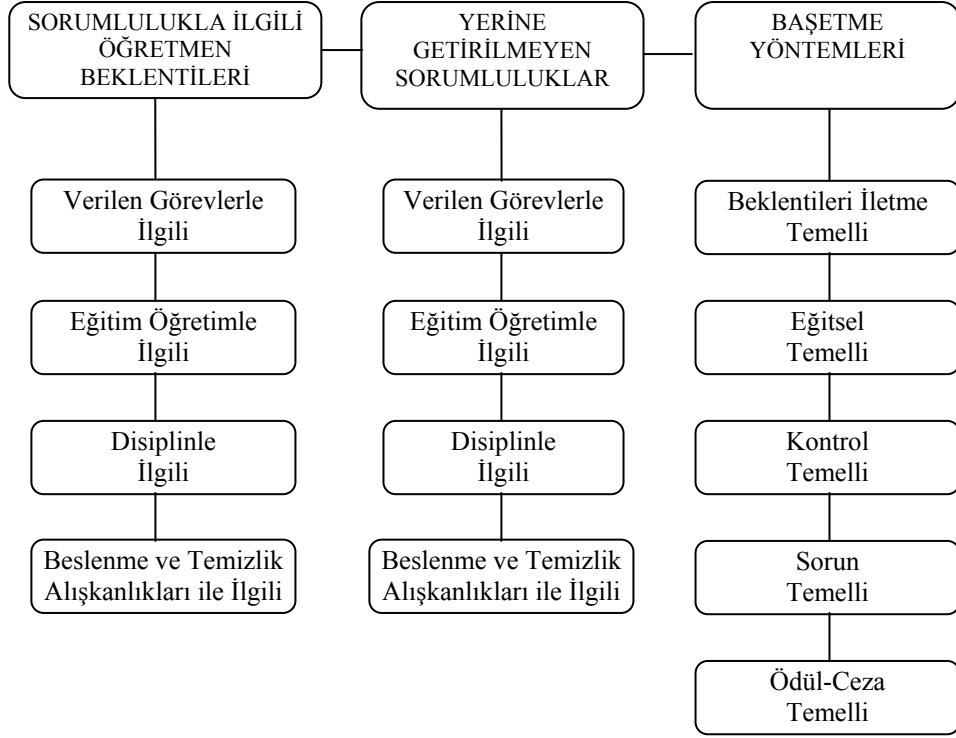 SORUMLULUKLA İLGİLİ
ÖĞRETMEN
BEKLENTİLERİ
YERİNE
GETİRİLMEYEN
SORUMLULUKLAR
BAŞETME
YÖNTEMLERİ
Verilen Görevlerle
İlgili
Verilen Görevlerle
İlgili
Beklentileri İletme
Temelli
Eğitim Öğretimle
İlgili
Eğitim Öğretimle
İlgili
Eğitsel
Temelli
Disiplinle
İlgili
Disiplinle
İlgili
Kontrol
Temelli
Beslenme ve Temizlik
Alışkanlıkları ile İlgili
Beslenme ve Temizlik
Alışkanlıkları ile İlgili
Sorun
Temelli
Ödül-Ceza
Temelli